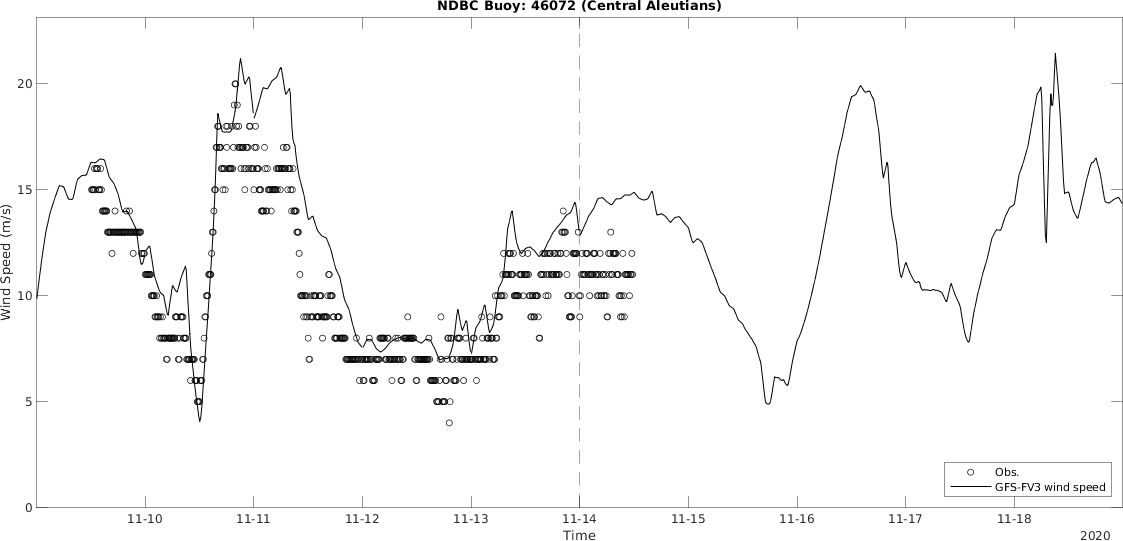 NDBC Buoy: 46072 (Central Aleutians)
Wind Speed (m/s)
20
15
10
5
0
11-10 11-11 11-12 11-13 11-14 11-15 11-16 11-17 11-18
Time
2020
Obs.
GFS-FV3 wind speed